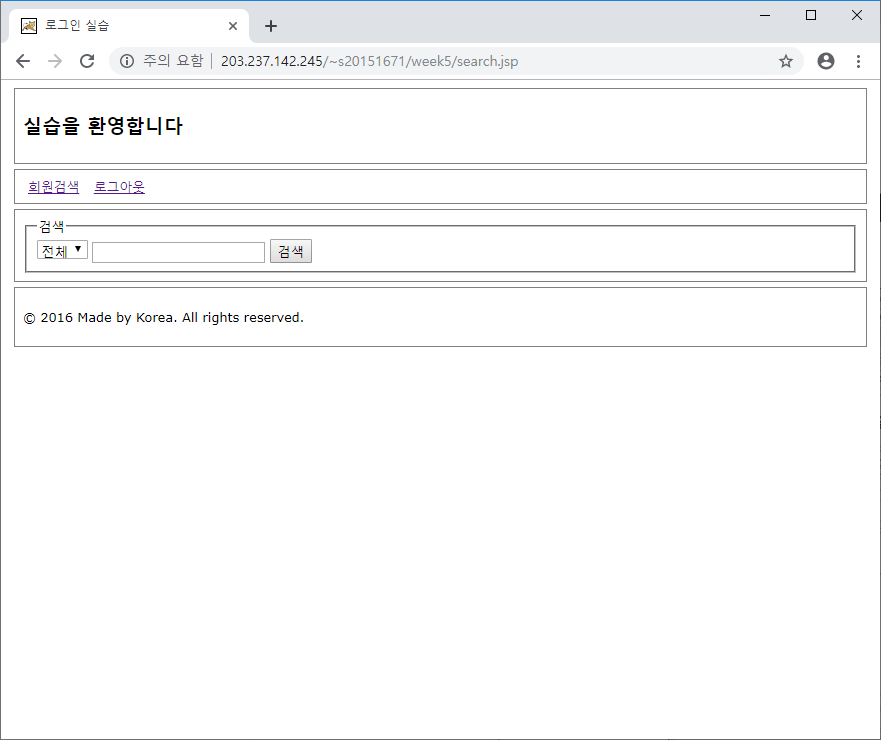 로그인 실습
주의 요함 | 203.237.142.245/~s20151671/week5/search.jsp
실습을 환영합니다
회원검색 로그아웃
검색
전체 검색
© 2016 Made by Korea. All rights reserved.